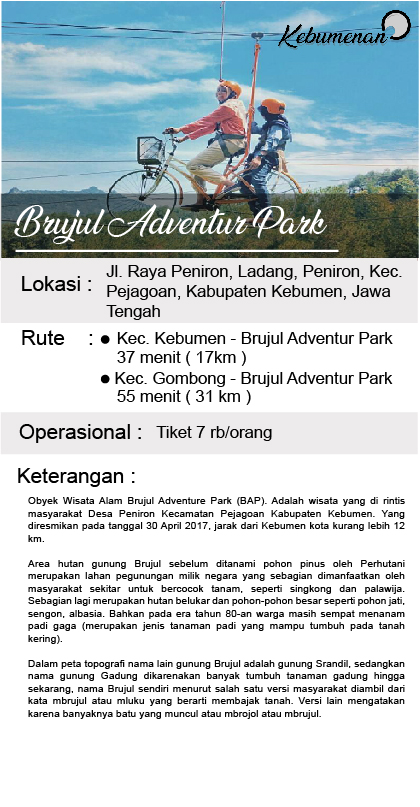 Kebumenan
Brujul Adventur Park
Lokasi : Jl. Raya Peniron, Ladang, Peniron, Kec.
Pejagoan, Kabupaten Kebumen, Jawa
Tengah
Rute : ● Kec. Kebumen - Brujul Adventur Park
37 menit ( 17km )
● Kec. Gombong - Brujul Adventur Park
55 menit ( 31 km )
Operasional : Tiket 7 rb/orang
Keterangan :
Obyek Wisata Alam Brujul Adventure Park (BAP). Adalah wisata yang di rintis
masyarakat Desa Peniron Kecamatan Pejagoan Kabupaten Kebumen. Yang
diresmikan pada tanggal 30 April 2017, jarak dari Kebumen kota kurang lebih 12
km.
Area hutan gunung Brujul sebelum ditanami pohon pinus oleh Perhutani
merupakan lahan pegunungan milik negara yang sebagian dimanfaatkan oleh
masyarakat sekitar untuk bercocok tanam, seperti singkong dan palawija.
Sebagian lagi merupakan hutan belukar dan pohon-pohon besar seperti pohon jati,
sengon, albasia. Bahkan pada era tahun 80-an warga masih sempat menanam
padi gaga (merupakan jenis tanaman padi yang mampu tumbuh pada tanah
kering).
Dalam peta topografi nama lain gunung Brujul adalah gunung Srandil, sedangkan
nama gunung Gadung dikarenakan banyak tumbuh tanaman gadung hingga
sekarang, nama Brujul sendiri menurut salah satu versi masyarakat diambil dari
kata mbrujul atau mluku yang berarti membajak tanah. Versi lain mengatakan
karena banyaknya batu yang muncul atau mbrojol atau mbrujul.